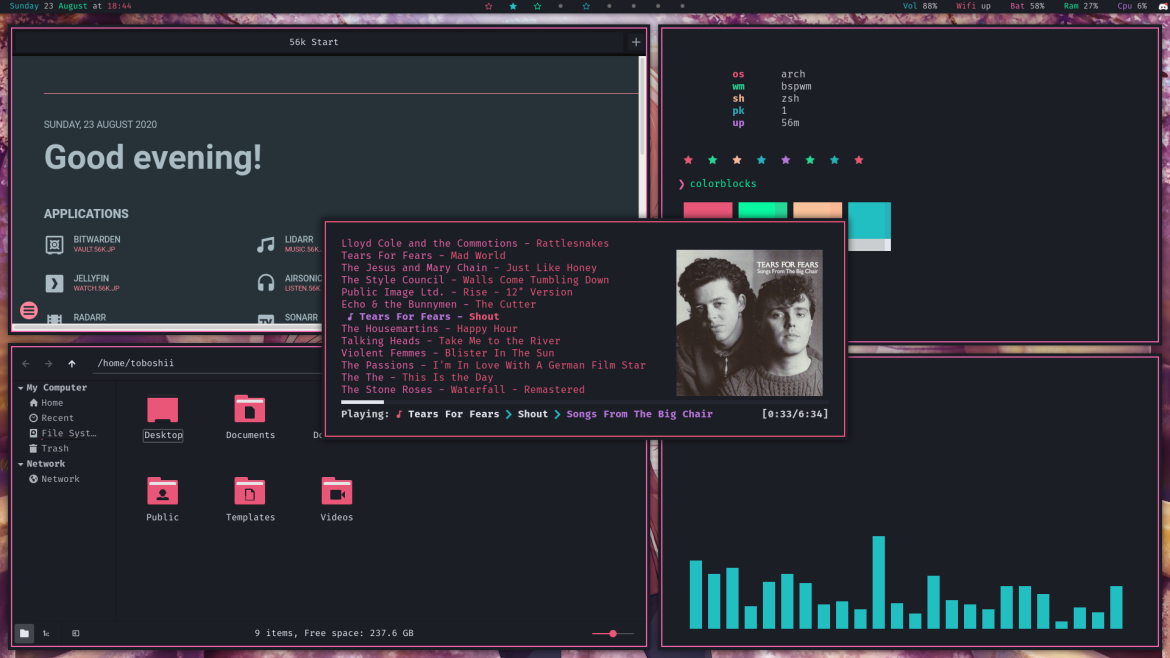 Sunday 23 August at 18:44
Vol 88% Wifi up Bat 58% Ram 27% Cpu 6%
56k Start
SUNDAY, 23 AUGUST 2020
Good evening!
APPLICATIONS
BITWARDEN
VAULT.56K.JP
LIDARR
MUSIC.56K.
JELLYFIN
WATCH.56K.JP
AIRSONIC
LISTEN.56K
RADARR
SONARR
os arch
wm bspwm
sh zsh
pk 1
up 56m
❯ colorblocks
Lloyd Cole and the Commotions - Rattlesnakes
Tears For Fears - Mad World
The Jesus and Mary Chain - Just Like Honey
The Style Council - Walls Come Tumbling Down
Public Image Ltd. - Rise - 12" Version
Echo & the Bunnymen - The Cutter
♪ Tears For Fears - Shout
The Housemartins - Happy Hour
Talking Heads - Take Me to the River
Violent Femmes - Blister In The Sun
The Passions - I'm In Love With A German Film Star
The The - This Is the Day
The Stone Roses - Waterfall - Remastered
TEARS FOR FEARS
Songs From The Big Chair
Playing: ♪ Tears For Fears ❯ Shout ❯ Songs From The Big Chair [0:33/6:34]
/home/toboshii
My Computer
Home
Recent
File Syst…
Trash
Network
Network
Desktop
Documents
Do
Public
Templates
Videos
9 items, Free space: 237.6 GB